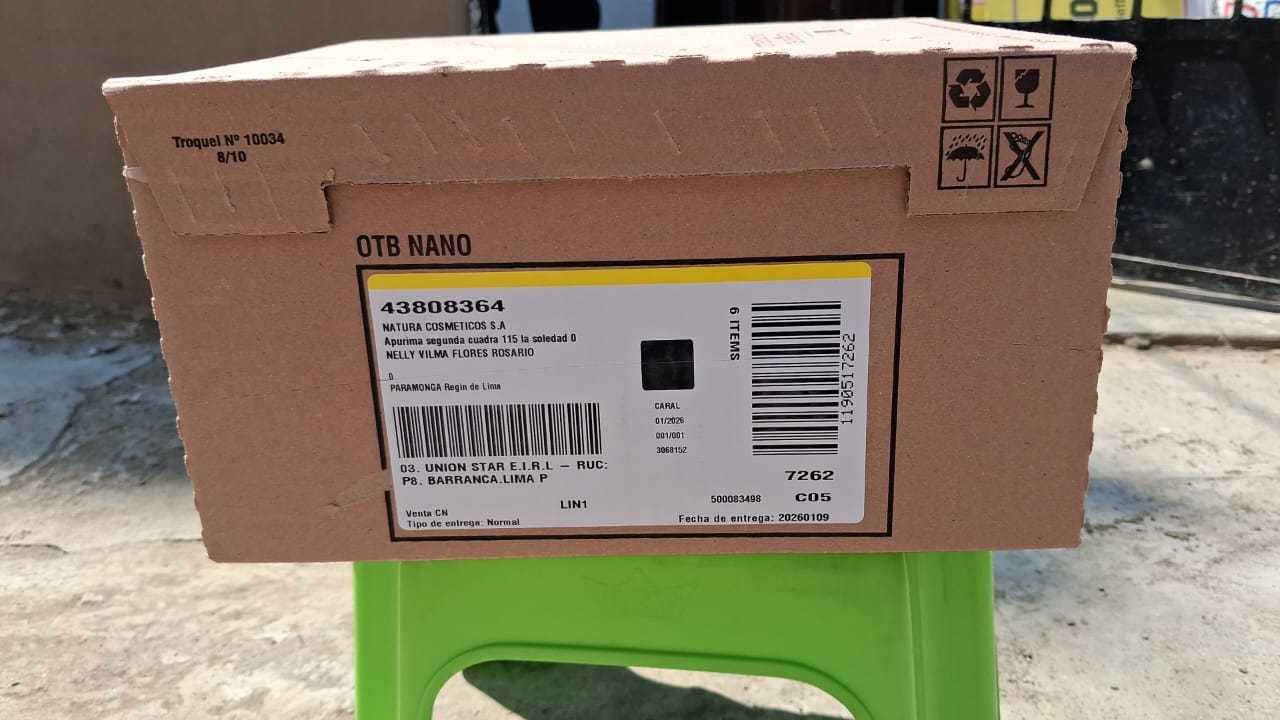 Troquel Nº 10034
8/10
OTB NANO
43808364
NATURA COSMETICOS S.A
Apurima segunda cuadra 115 la soledad 0
NELLY VILMA FLORES ROSARIO
0
PARAMONGA Regin de Lima
03. UNION STAR E.I.R.L – RUC:
P8. BARRANCA.LIMA P
LIN1
Venta CN
Tipo de entrega: Normal
CARAL
01/2026
001/001
3068152
6 ITEMS
1190517262
7262
500083498 C05
Fecha de entrega: 20260109